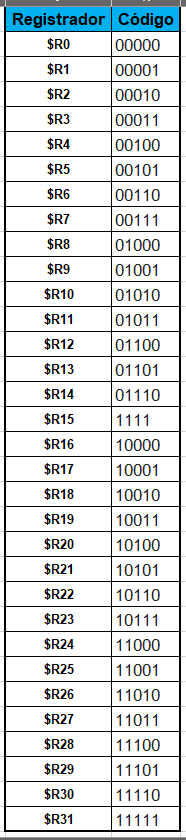 Registrador Código
$R0 00000
$R1 00001
$R2 00010
$R3 00011
$R4 00100
$R5 00101
$R6 00110
$R7 00111
$R8 01000
$R9 01001
$R10 01010
$R11 01011
$R12 01100
$R13 01101
$R14 01110
$R15 1111
$R16 10000
$R17 10001
$R18 10010
$R19 10011
$R20 10100
$R21 10101
$R22 10110
$R23 10111
$R24 11000
$R25 11001
$R26 11010
$R27 11011
$R28 11100
$R29 11101
$R30 11110
$R31 11111